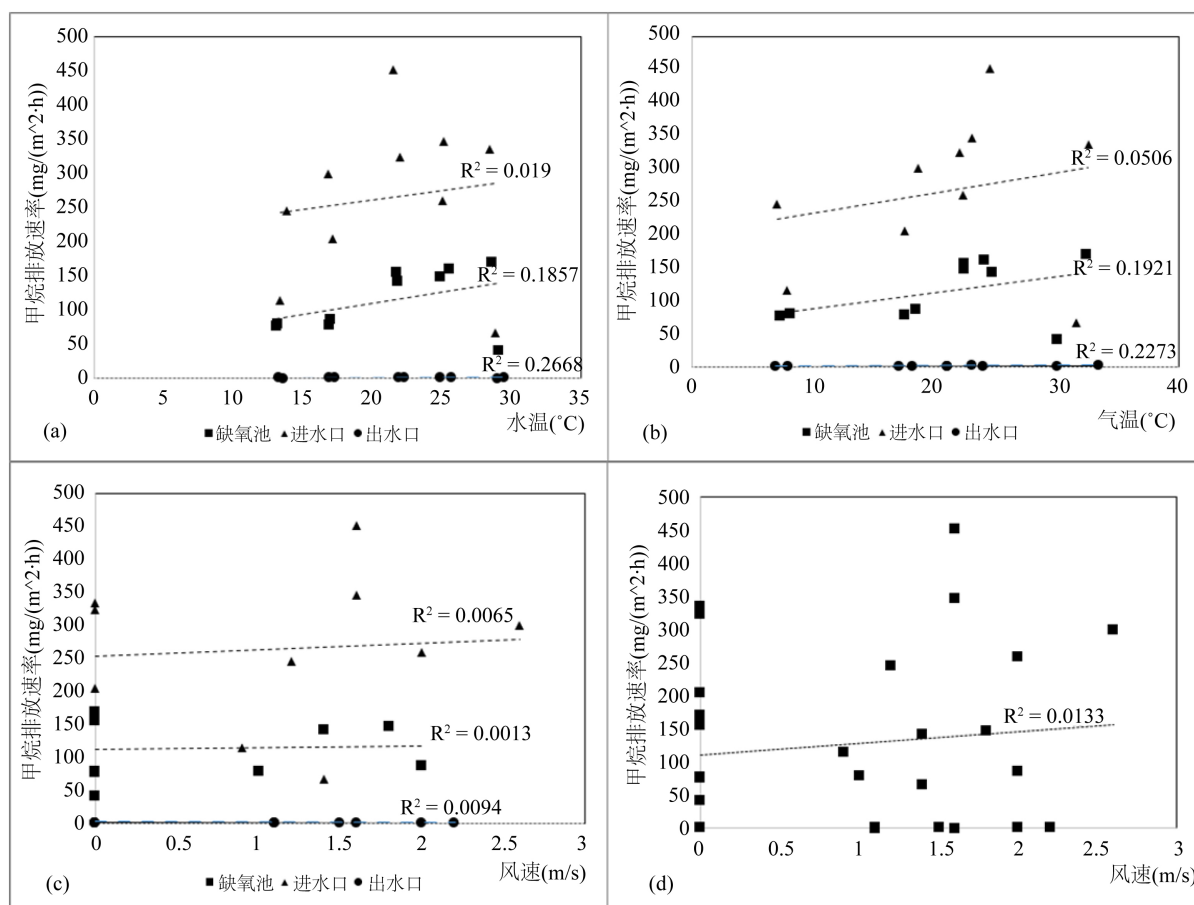 甲烷排放速率(mg/(m^2·h))
500
450
400
350
300
250
200
150
100
50
0
R² = 0.019
R² = 0.1857
R² = 0.2668
0 5 10 15 20 25 30 35
水温(˚C)
(a)
■缺氧池 ▲进水口 ●出水口
甲烷排放速率(mg/(m^2·h))
500
450
400
350
300
250
200
150
100
50
0
R² = 0.0506
R² = 0.1921
R² = 0.2273
0 10 20 30 40
气温(˚C)
(b)
■缺氧池 ▲进水口 ●出水口
甲烷排放速率(mg/(m^2·h))
500
450
400
350
300
250
200
150
100
50
0
R² = 0.0065
R² = 0.0013
R² = 0.0094
0 0.5 1 1.5 2 2.5 3
风速(m/s)
(c)
■缺氧池 ▲进水口 ●出水口
甲烷排放速率(mg/(m^2·h))
500
450
400
350
300
250
200
150
100
50
0
R² = 0.0133
0 0.5 1 1.5 2 2.5 3
风速(m/s)
(d)